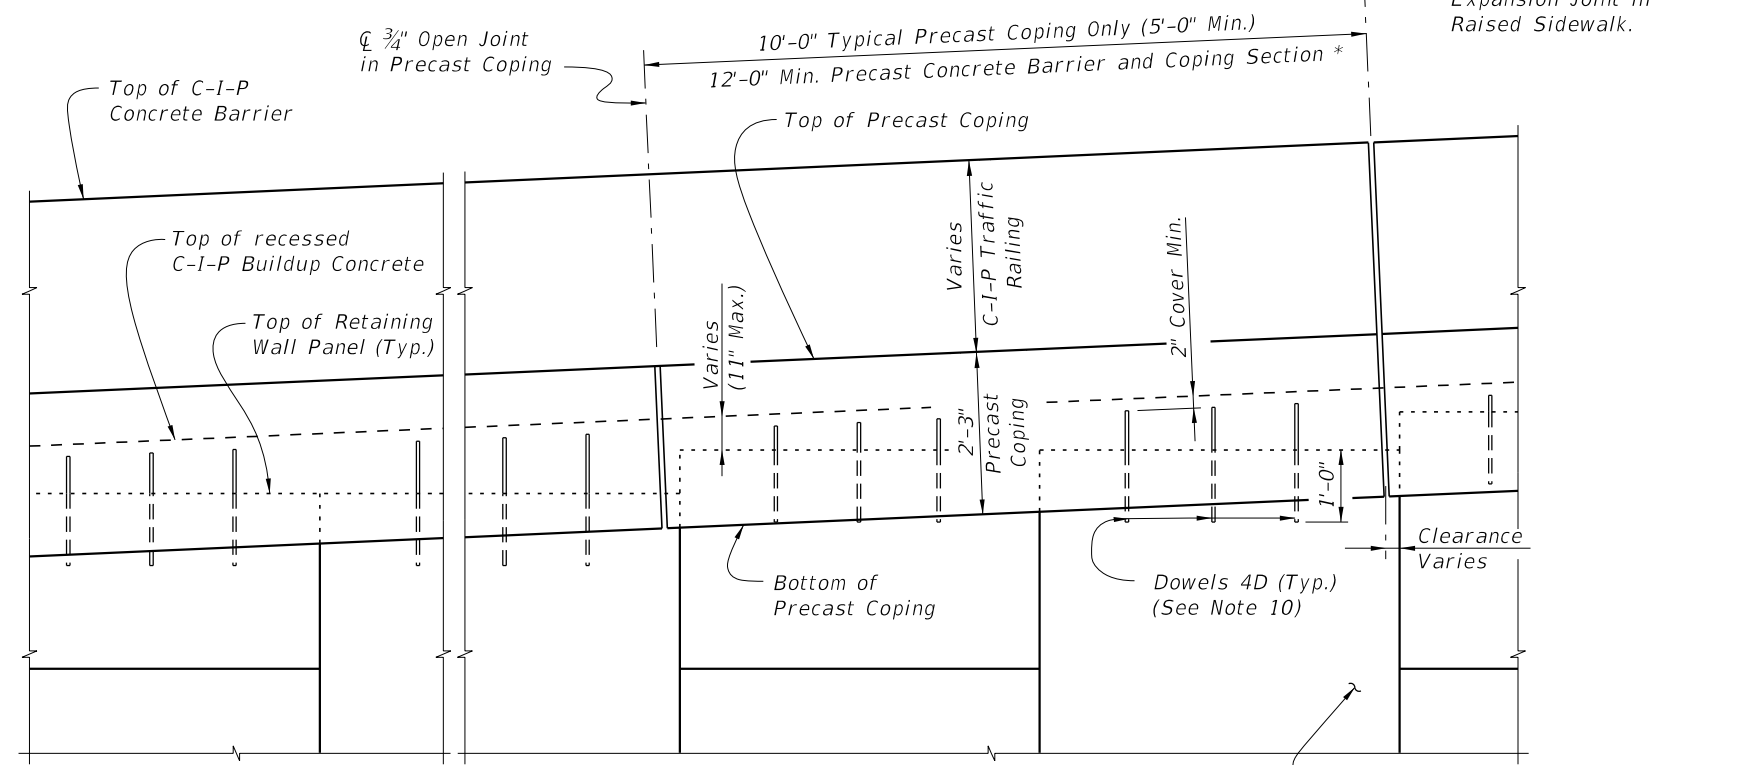 Expansion Joint in
Raised Sidewalk.
℄ ¾" Open Joint
in Precast Coping
10'-0" Typical Precast Coping Only (5'-0" Min.)
12'-0" Min. Precast Concrete Barrier and Coping Section *
Top of C-I-P
Concrete Barrier
Top of Precast Coping
Top of recessed
C-I-P Buildup Concrete
Varies
C-I-P Traffic
Railing
2" Cover Min.
Top of Retaining
Wall Panel (Typ.)
Varies
(11" Max.)
2'-3"
Precast
Coping
1'-0"
Clearance
Varies
Bottom of
Precast Coping
Dowels 4D (Typ.)
(See Note 10)